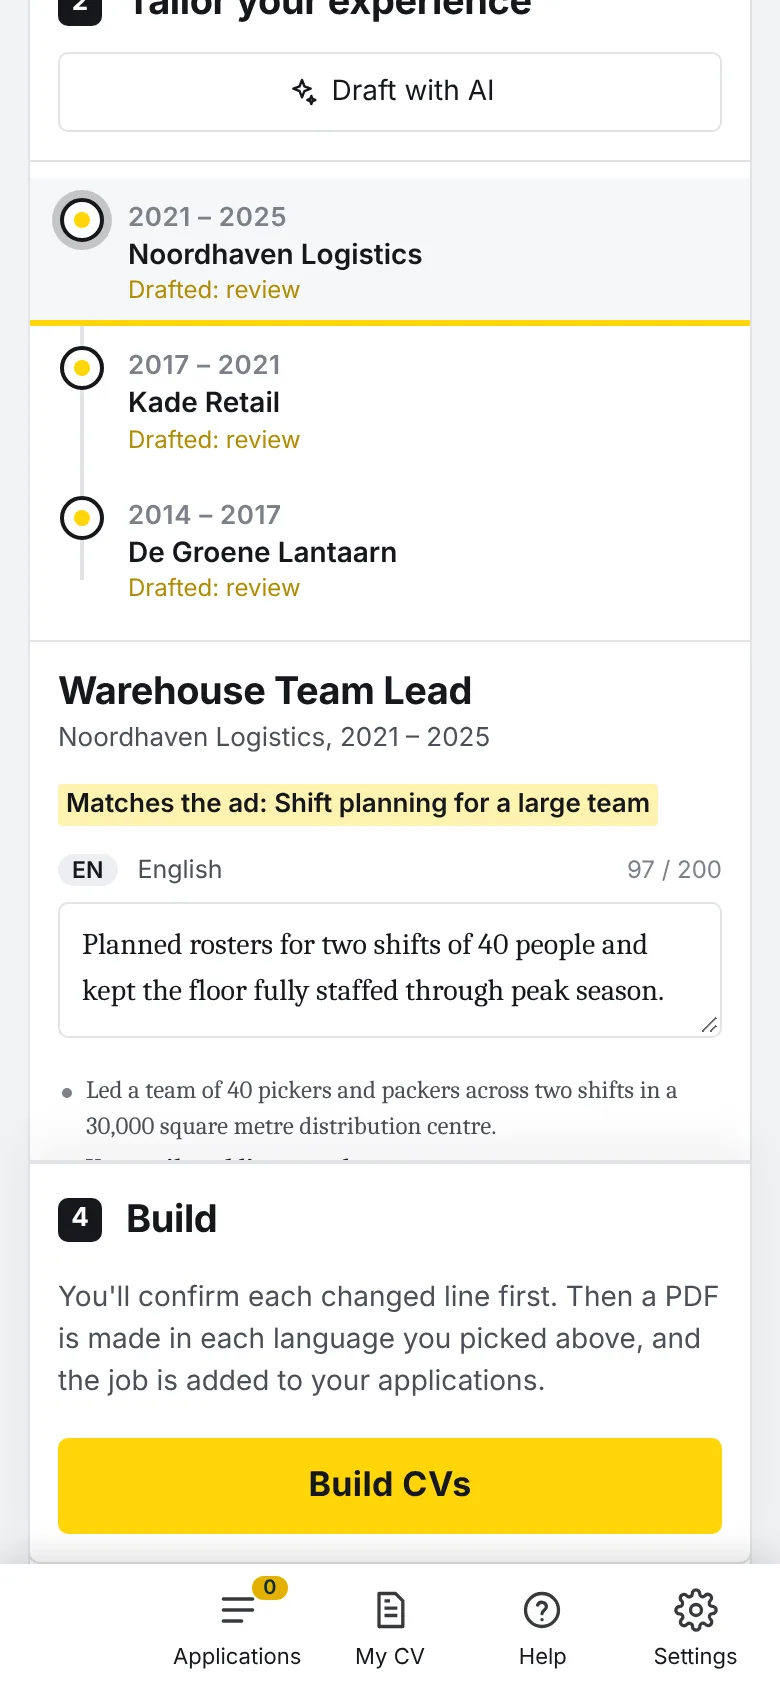 2 Tailor your experience
Draft with AI
2021 – 2025
Noordhaven Logistics
Drafted: review
2017 – 2021
Kade Retail
Drafted: review
2014 – 2017
De Groene Lantaarn
Drafted: review
Warehouse Team Lead
Noordhaven Logistics, 2021 – 2025
Matches the ad: Shift planning for a large team
EN English 97 / 200
Planned rosters for two shifts of 40 people and
kept the floor fully staffed through peak season.
Led a team of 40 pickers and packers across two shifts in a
30,000 square metre distribution centre.
4 Build
You'll confirm each changed line first. Then a PDF
is made in each language you picked above, and
the job is added to your applications.
Build CVs
0
Applications My CV Help Settings